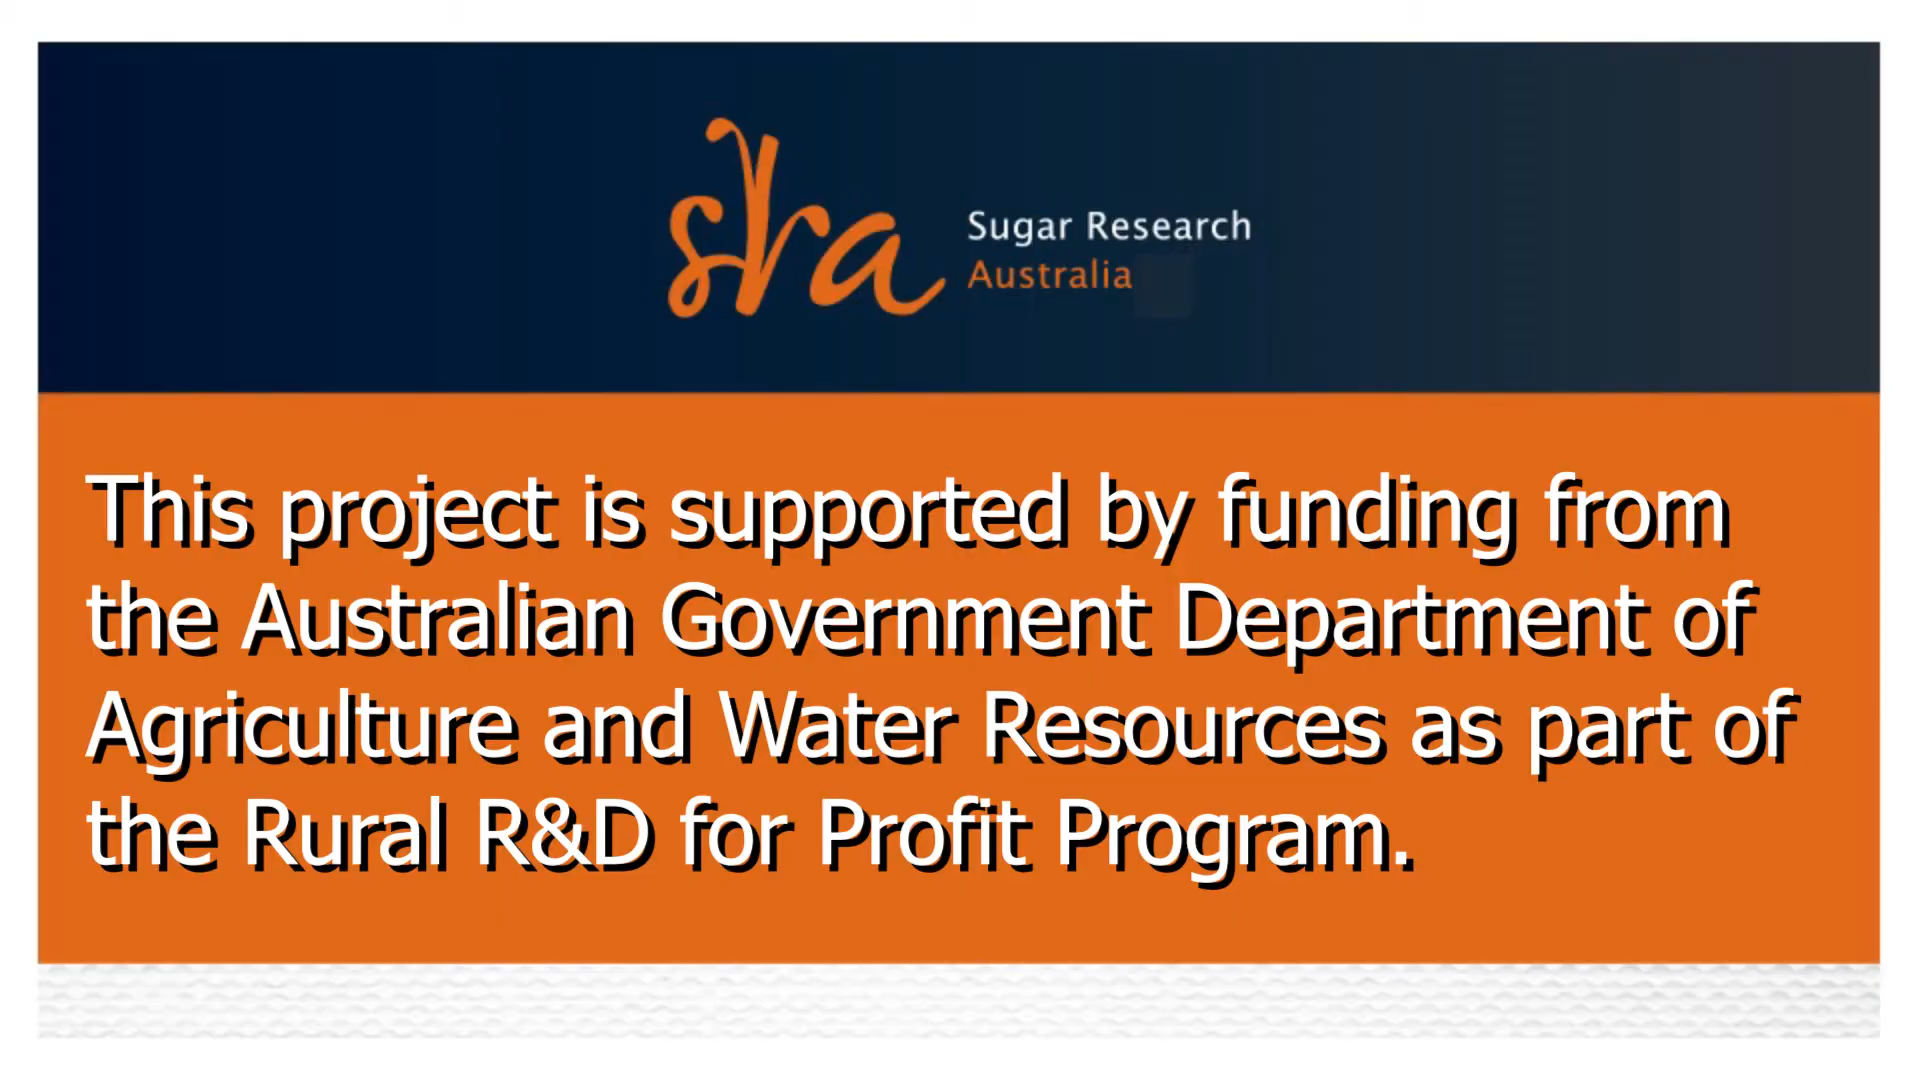 sra
Sugar Research
Australia
This project is supported by funding from
the Australian Government Department of
Agriculture and Water Resources as part of
the Rural R&D for Profit Program.